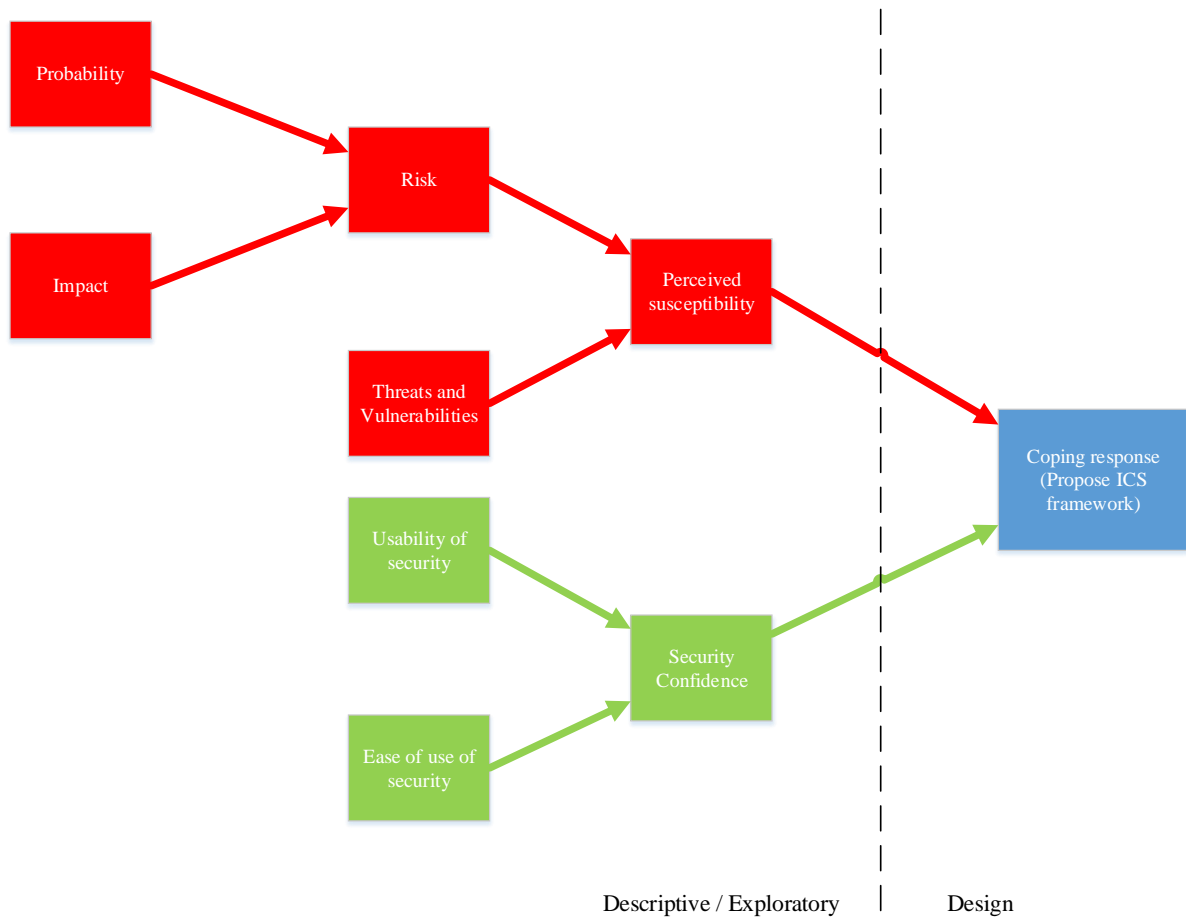 Probability
Risk
Impact
Perceived
susceptibility
Threats and
Vulnerabilities
Coping response
(Propose ICS
framework)
Usability of
security
Security
Confidence
Ease of use of
security
Descriptive / Exploratory
Design